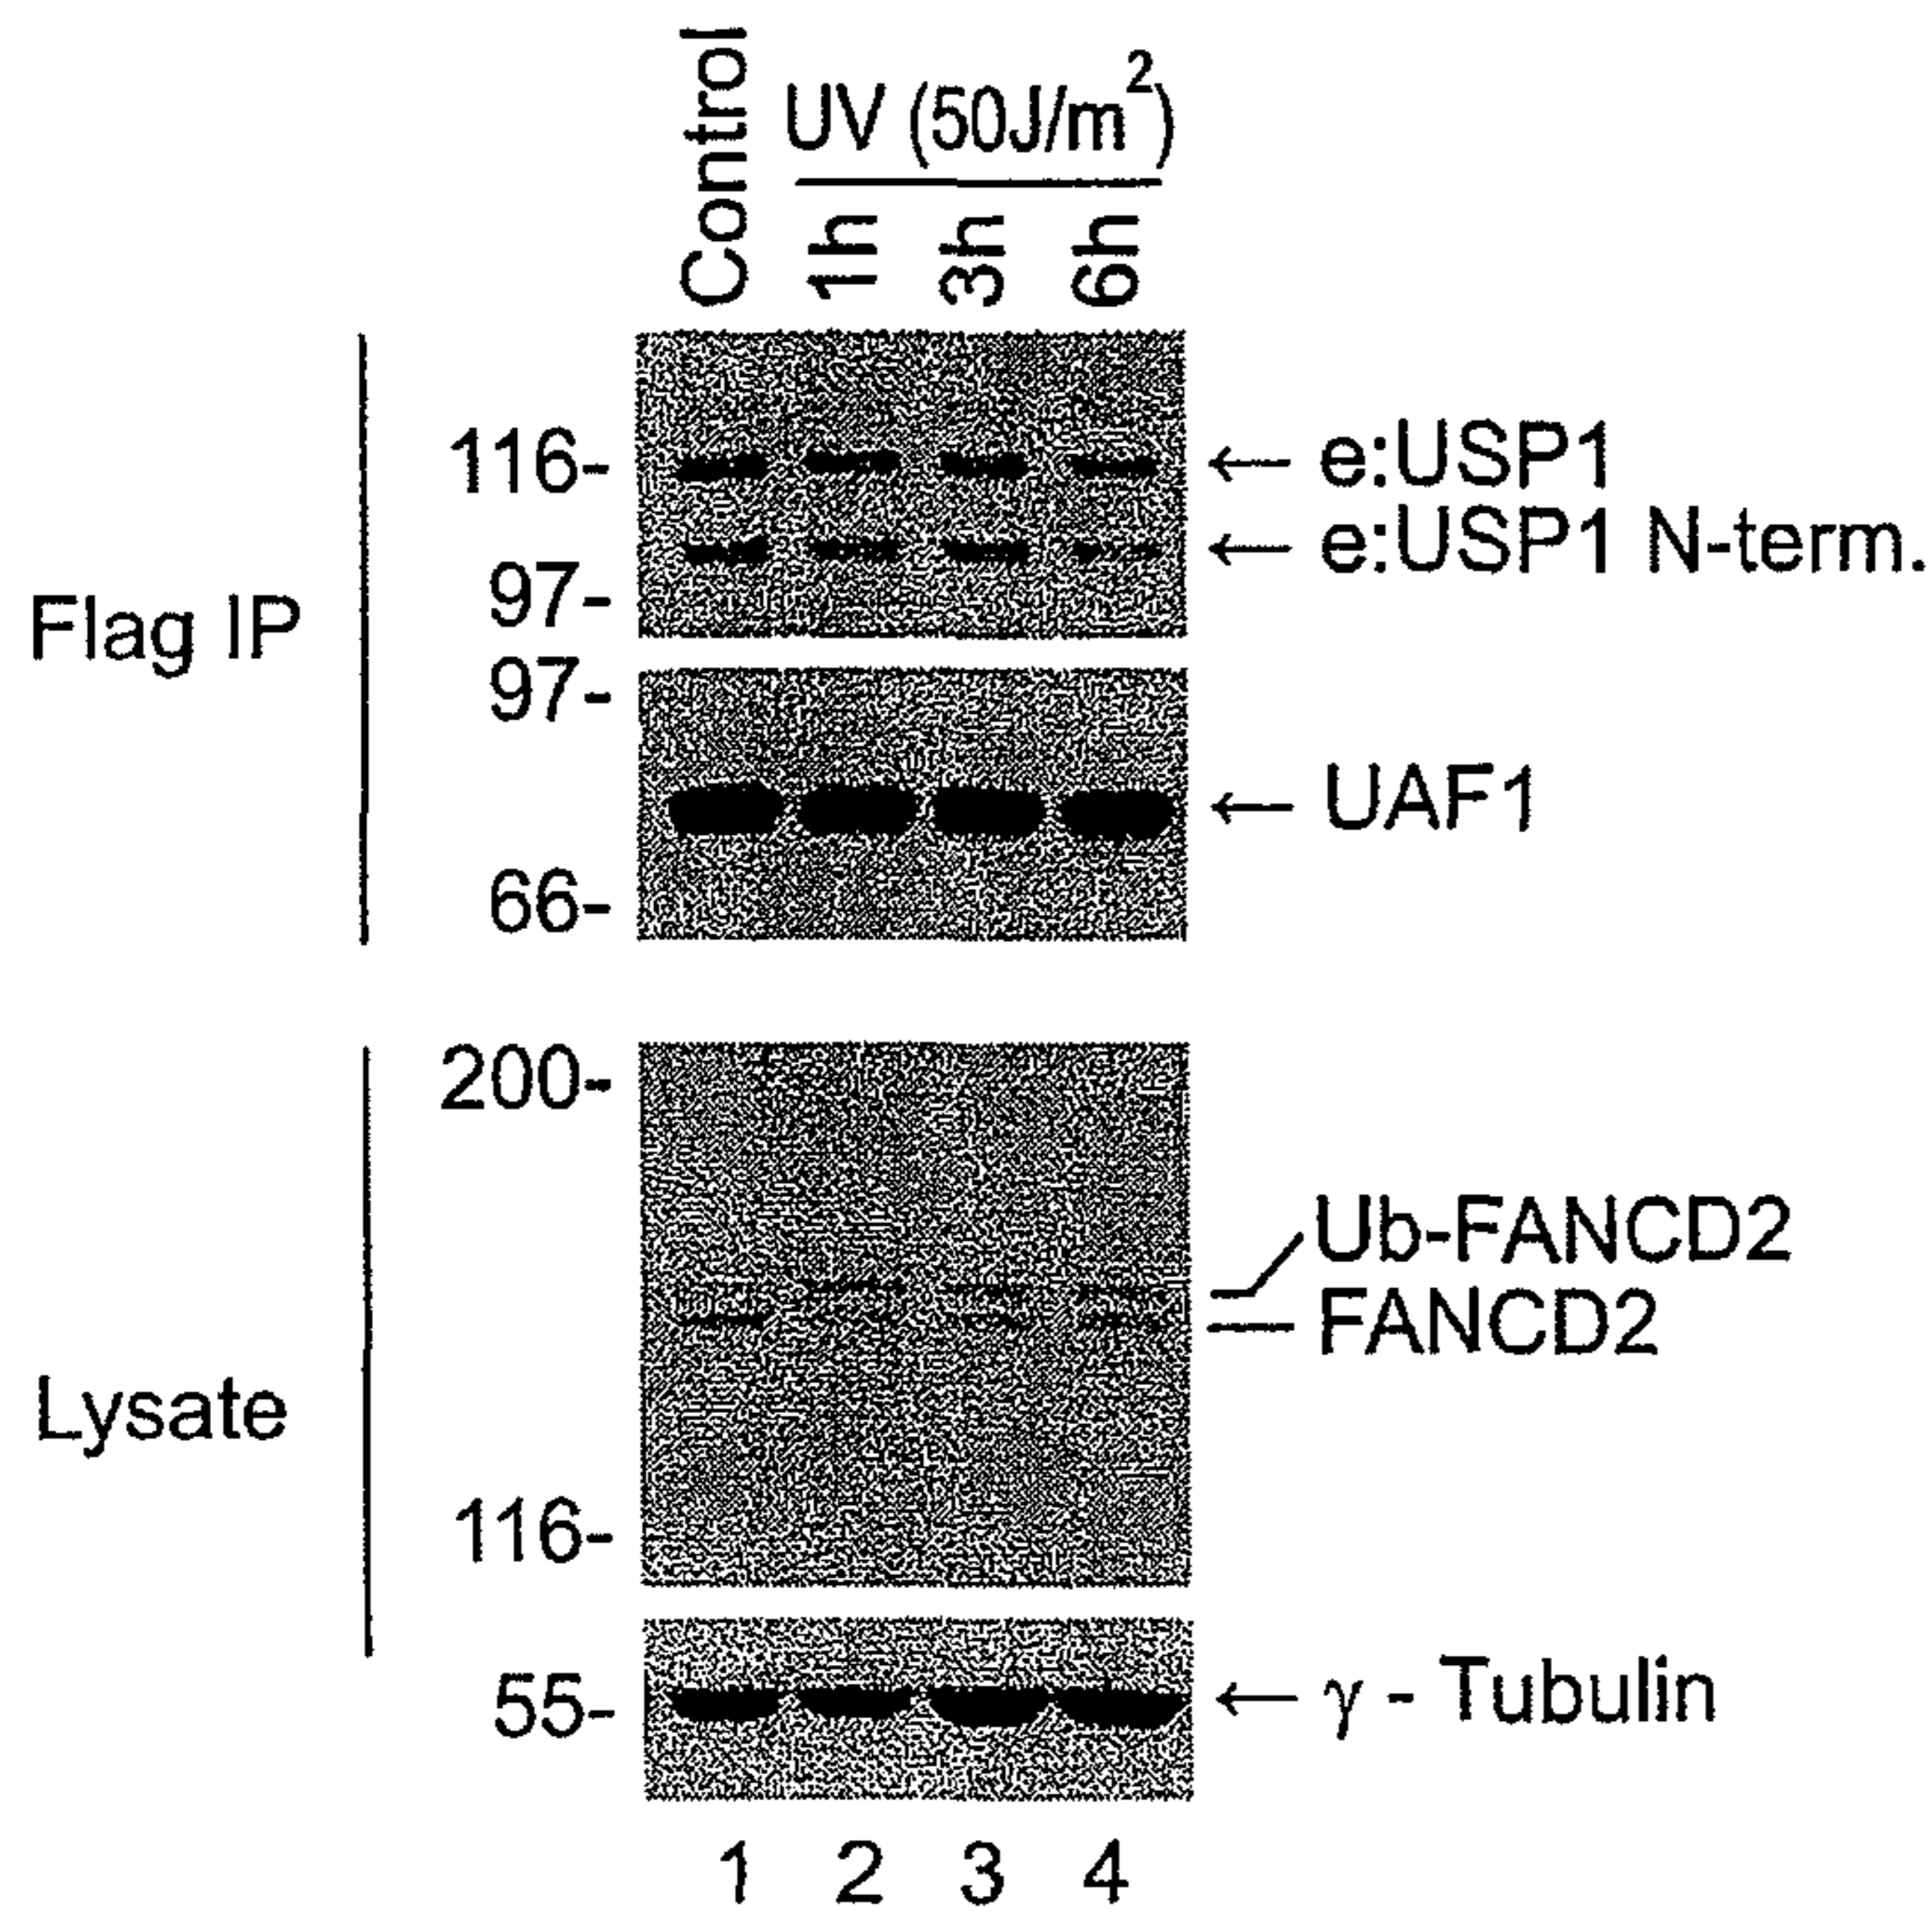 Control
UV (50J/m²)
1h 3h 6h
Flag IP
116-
97-
← e:USP1
← e:USP1 N-term.
97-
66-
← UAF1
Lysate
200-
116-
Ub-FANCD2
FANCD2
55-
← γ - Tubulin
1 2 3 4